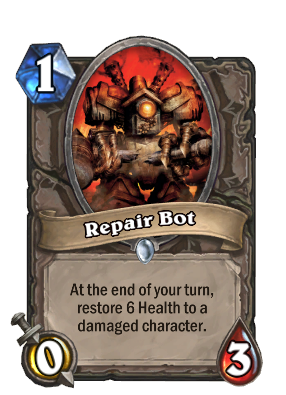 1
Repair Bot
At the end of your turn,
restore 6 Health to a
damaged character.
0
3